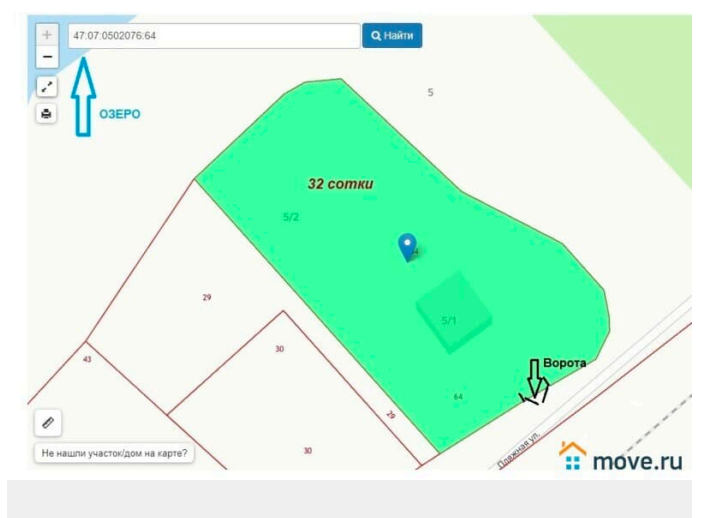 47:07:0502076:64
Найти
ОЗЕРО
5
32 сотки
5/2
29
5/1
30
43
Ворота
64
29
30
Пляжная ул.
Не нашли участок/дом на карте?
move.ru